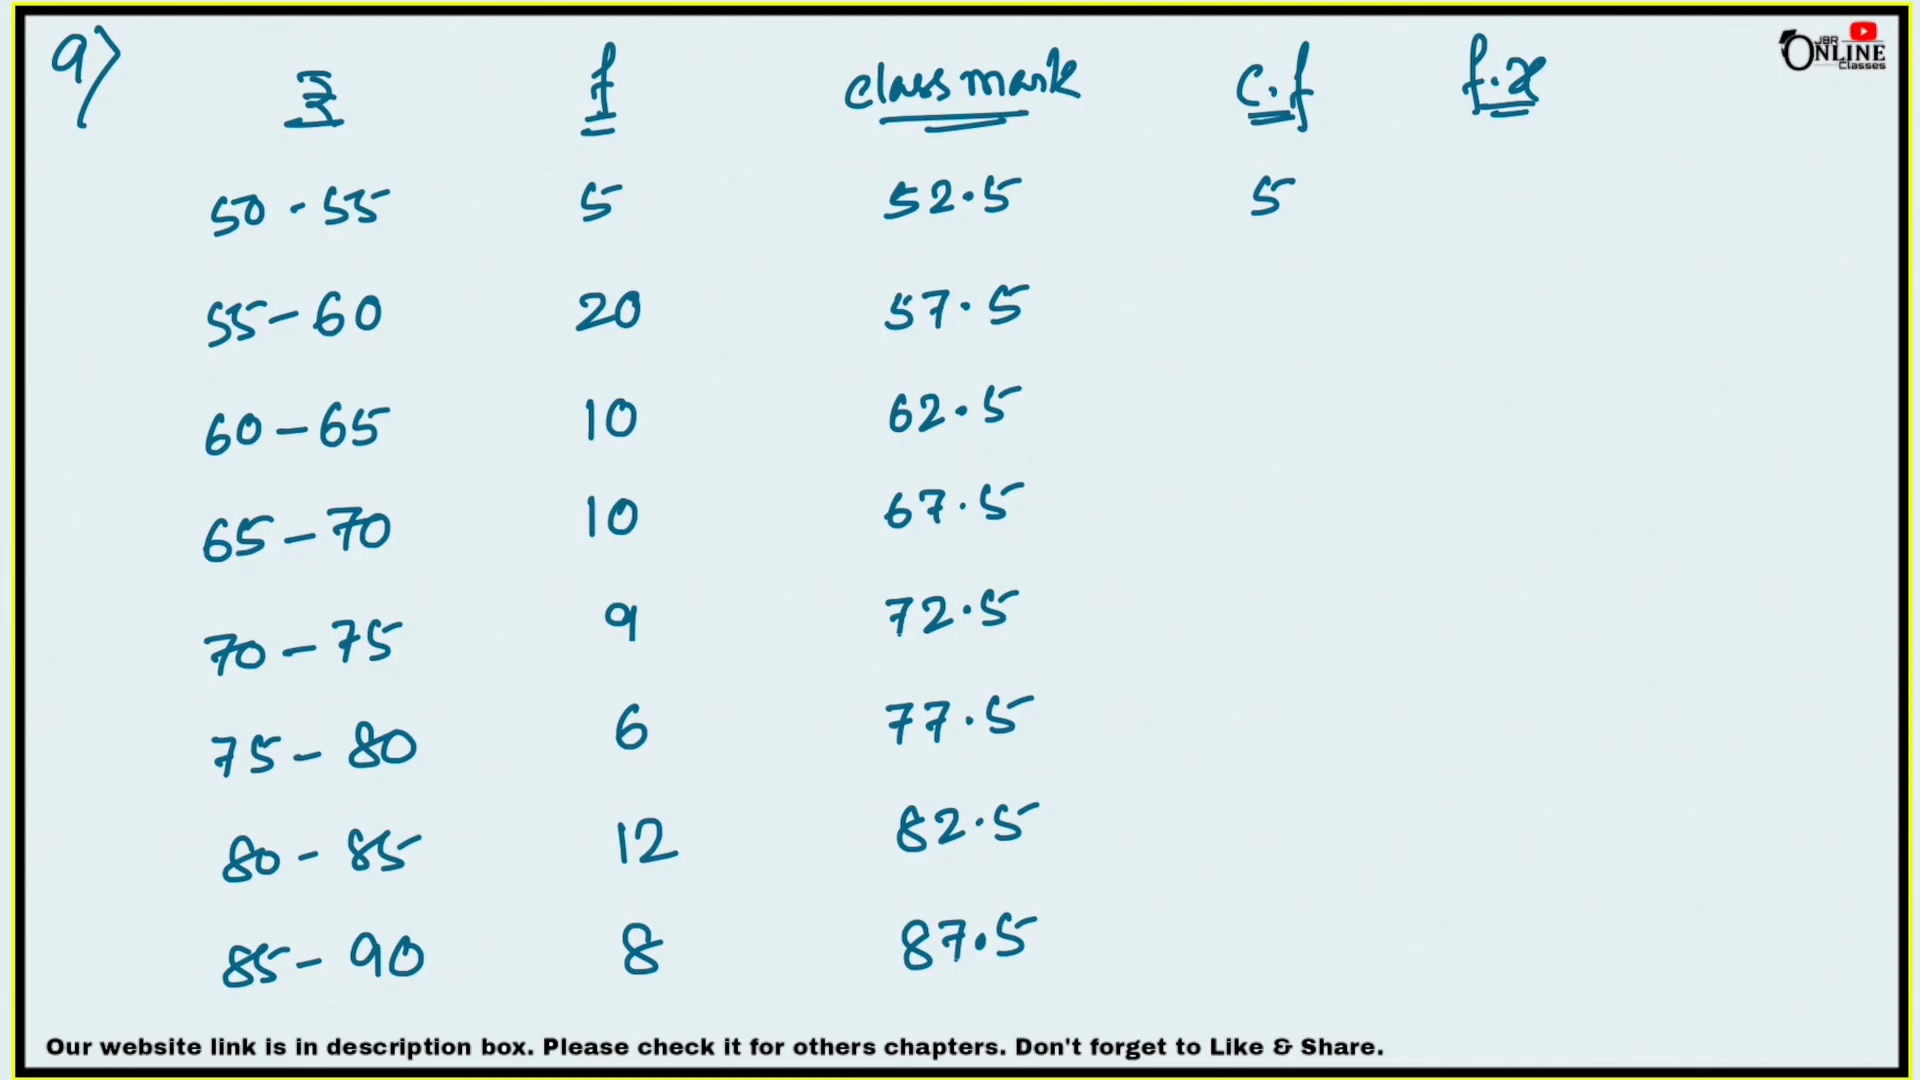 9)
f classmark c.f f.x
50 - 55 5 52.5 5
55 - 60 20 57.5
60 - 65 10 62.5
65 - 70 10 67.5
70 - 75 9 72.5
75 - 80 6 77.5
80 - 85 12 82.5
85 - 90 8 87.5
JBR
ONLINE
Classes
Our website link is in description box. Please check it for others chapters. Don't forget to Like & Share.